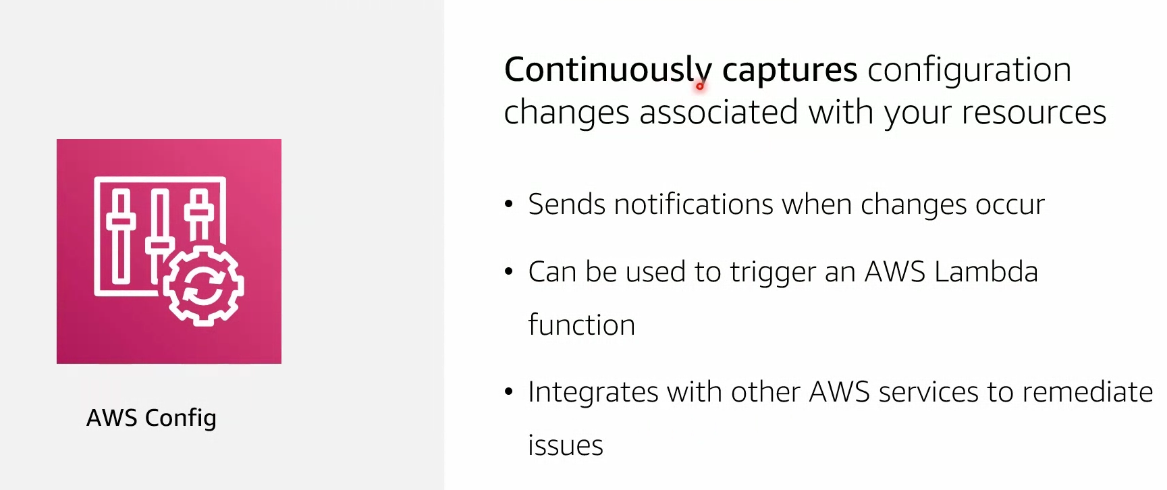 Continuously captures configuration
changes associated with your resources
• Sends notifications when changes occur
• Can be used to trigger an AWS Lambda
function
• Integrates with other AWS services to remediate
issues
AWS Config